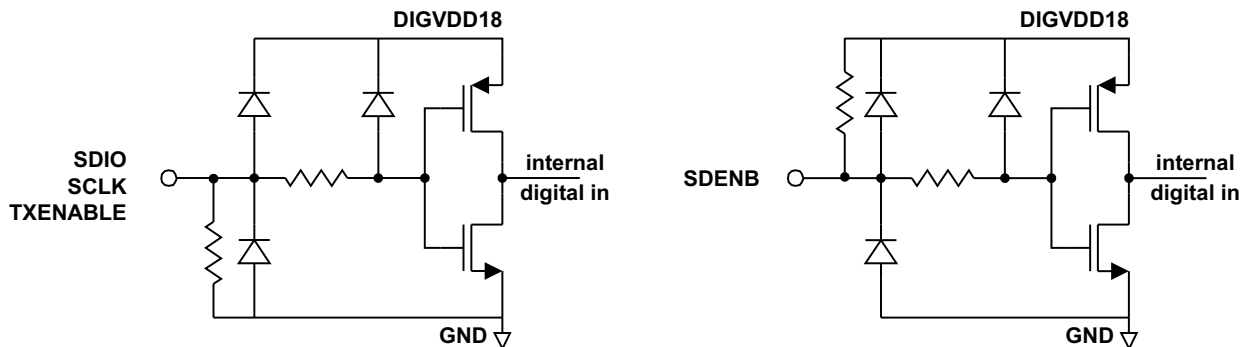 DIGVDD18
SDIO
SCLK
TXENABLE
internal
digital in
GND
DIGVDD18
SDENB
internal
digital in
GND